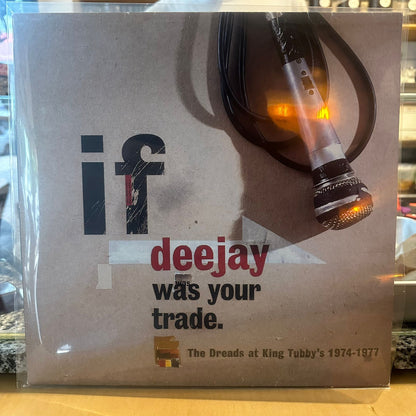 if
deejay
was your
trade.
The Dreads at King Tubby's 1974-1977